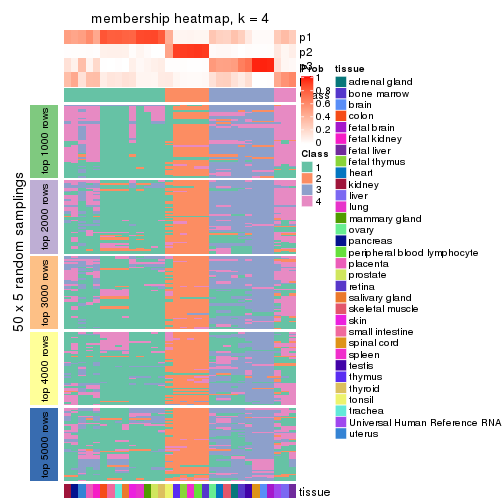 membership heatmap, k = 4
p1
p2
p3
p4
Prob
1
0.8
0.6
0.4
0.2
0
Class
Class
1
2
3
4
50 x 5 random samplings
top 1000 rows
top 2000 rows
top 3000 rows
top 4000 rows
top 5000 rows
tissue
tissue
adrenal gland
bone marrow
brain
colon
fetal brain
fetal kidney
fetal liver
fetal thymus
heart
kidney
liver
lung
mammary gland
ovary
pancreas
peripheral blood lymphocyte
placenta
prostate
retina
salivary gland
skeletal muscle
skin
small intestine
spinal cord
spleen
testis
thymus
thyroid
tonsil
trachea
Universal Human Reference RNA
uterus